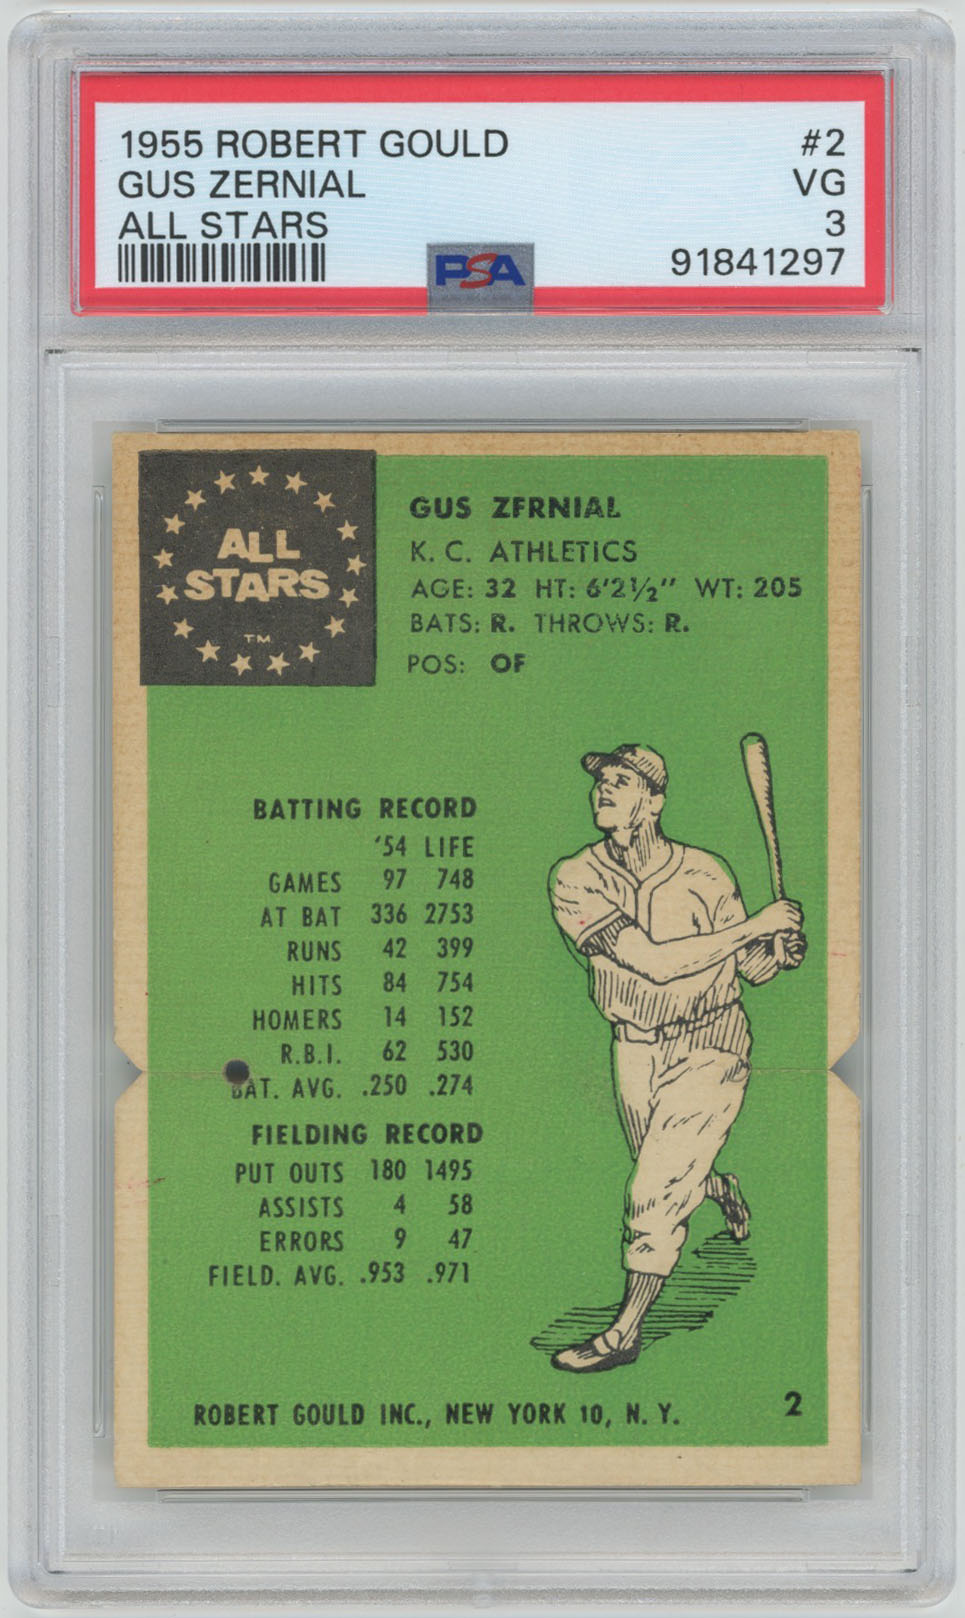 1955 ROBERT GOULD #2
GUS ZERNIAL VG
ALL STARS 3
91841297
PSA
ALL
STARS
TM
GUS ZERNIAL
K. C. ATHLETICS
AGE: 32 HT: 6'2½" WT: 205
BATS: R. THROWS: R.
POS: OF
BATTING RECORD
'54 LIFE
GAMES 97 748
AT BAT 336 2753
RUNS 42 399
HITS 84 754
HOMERS 14 152
R.B.I. 62 530
BAT. AVG. .250 .274
FIELDING RECORD
PUT OUTS 180 1495
ASSISTS 4 58
ERRORS 9 47
FIELD. AVG. .953 .971
ROBERT GOULD INC., NEW YORK 10, N. Y. 2